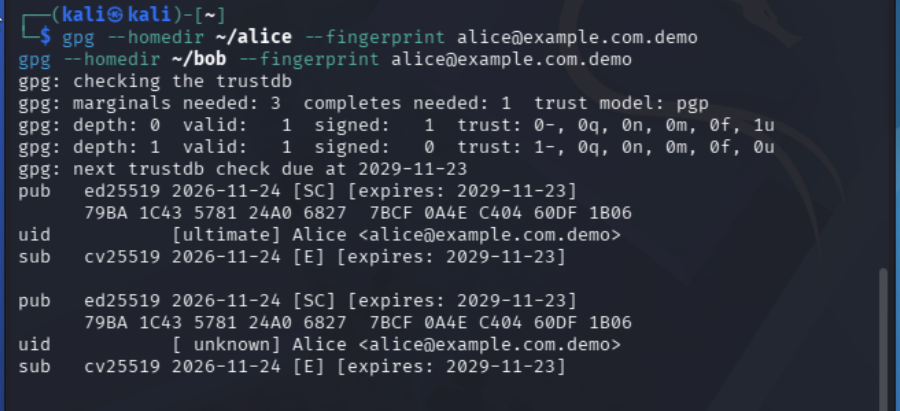 ┌──(kali㉿kali)-[~]
└─$ gpg --homedir ~/alice --fingerprint alice@example.com.demo
gpg --homedir ~/bob --fingerprint alice@example.com.demo
gpg: checking the trustdb
gpg: marginals needed: 3  completes needed: 1  trust model: pgp
gpg: depth: 0  valid:   1  signed:   1  trust: 0-, 0q, 0n, 0m, 0f, 1u
gpg: depth: 1  valid:   1  signed:   0  trust: 1-, 0q, 0n, 0m, 0f, 0u
gpg: next trustdb check due at 2029-11-23
pub   ed25519 2026-11-24 [SC] [expires: 2029-11-23]
      79BA 1C43 5781 24A0 6827  7BCF 0A4E C404 60DF 1B06
uid           [ultimate] Alice <alice@example.com.demo>
sub   cv25519 2026-11-24 [E] [expires: 2029-11-23]

pub   ed25519 2026-11-24 [SC] [expires: 2029-11-23]
      79BA 1C43 5781 24A0 6827  7BCF 0A4E C404 60DF 1B06
uid           [ unknown] Alice <alice@example.com.demo>
sub   cv25519 2026-11-24 [E] [expires: 2029-11-23]